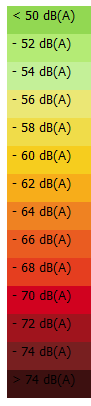 < 50 dB(A)
- 52 dB(A)
- 54 dB(A)
- 56 dB(A)
- 58 dB(A)
- 60 dB(A)
- 62 dB(A)
- 64 dB(A)
- 66 dB(A)
- 68 dB(A)
- 70 dB(A)
- 72 dB(A)
- 74 dB(A)
> 74 dB(A)